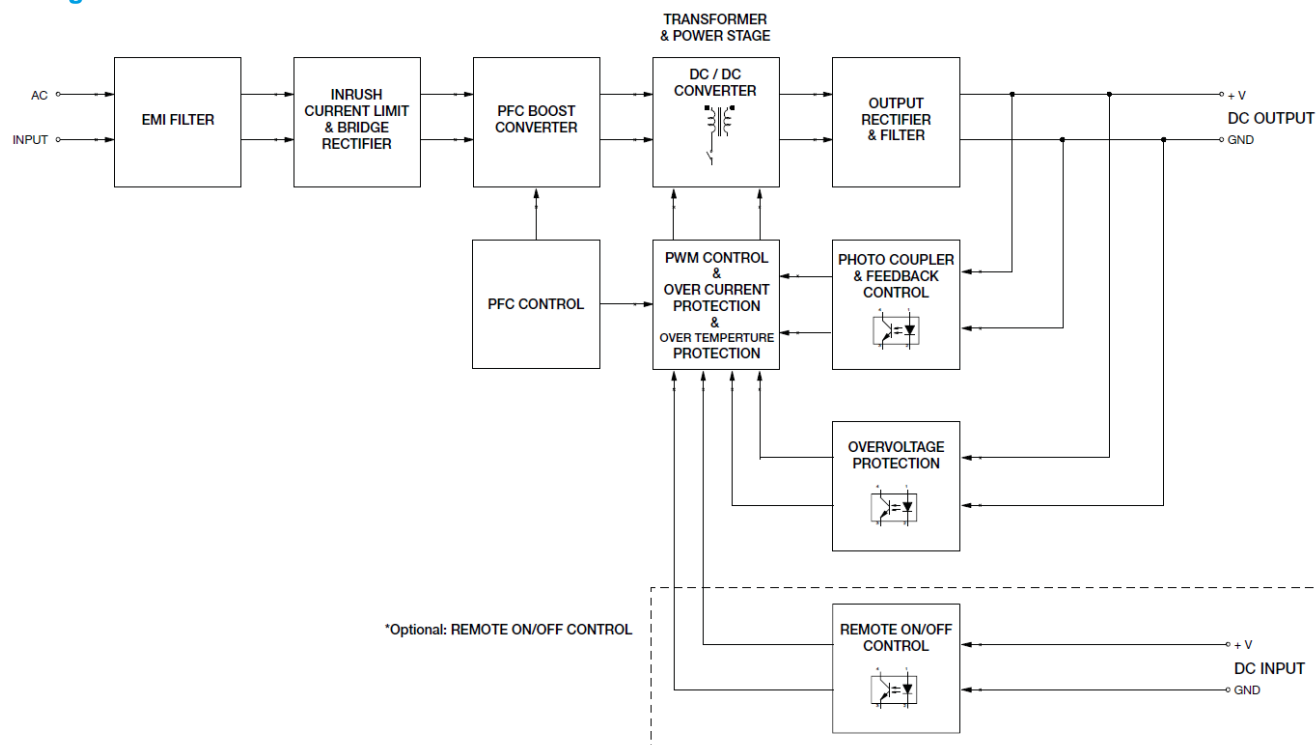 TRANSFORMER
& POWER STAGE
AC
INPUT
EMI FILTER
INRUSH
CURRENT LIMIT
& BRIDGE
RECTIFIER
PFC BOOST
CONVERTER
DC / DC
CONVERTER
OUTPUT
RECTIFIER
& FILTER
+ V
DC OUTPUT
GND
PFC CONTROL
PWM CONTROL
&
OVER CURRENT
PROTECTION
&
OVER TEMPERTURE
PROTECTION
PHOTO COUPLER
& FEEDBACK
CONTROL
OVERVOLTAGE
PROTECTION
*Optional: REMOTE ON/OFF CONTROL
REMOTE ON/OFF
CONTROL
+ V
DC INPUT
GND